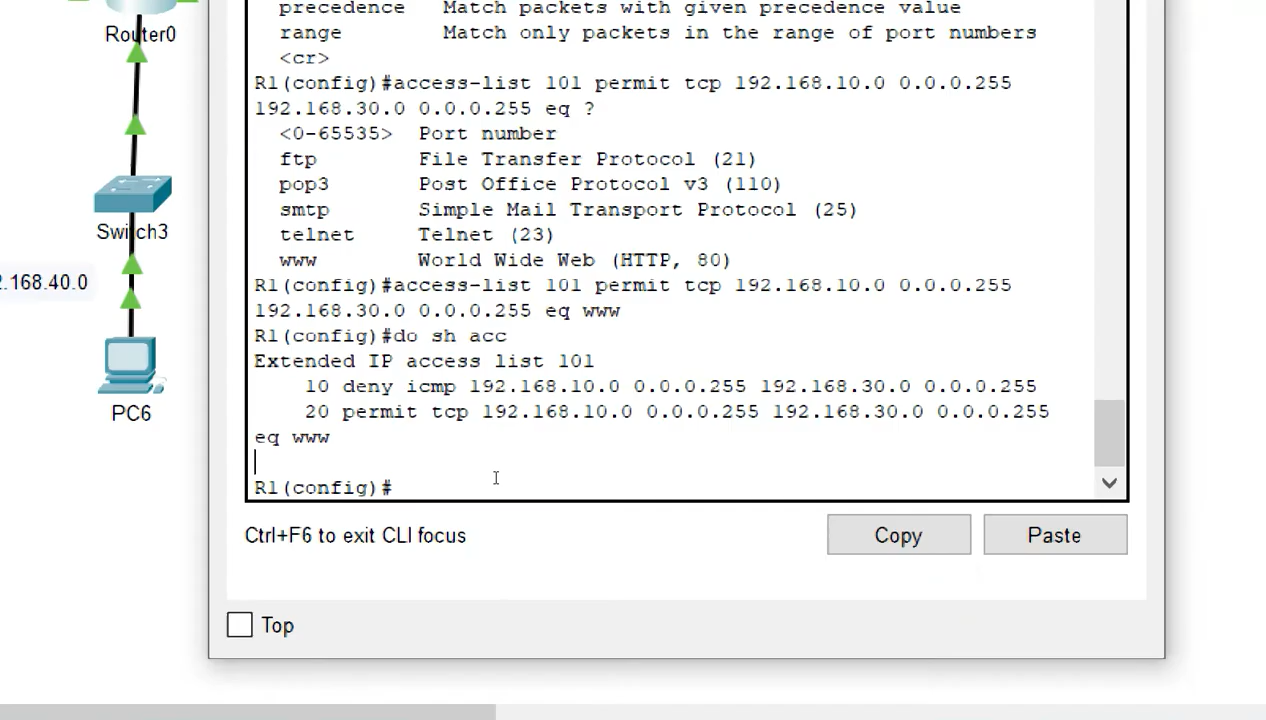 precedence Match packets with given precedence value
Router0
range Match only packets in the range of port numbers
<cr>
R1(config)#access-list 101 permit tcp 192.168.10.0 0.0.0.255
192.168.30.0 0.0.0.255 eq ?
<0-65535> Port number
ftp File Transfer Protocol (21)
pop3 Post Office Protocol v3 (110)
smtp Simple Mail Transport Protocol (25)
Switch3
telnet Telnet (23)
www World Wide Web (HTTP, 80)
2.168.40.0
R1(config)#access-list 101 permit tcp 192.168.10.0 0.0.0.255
192.168.30.0 0.0.0.255 eq www
R1(config)#do sh acc
Extended IP access list 101
10 deny icmp 192.168.10.0 0.0.0.255 192.168.30.0 0.0.0.255
20 permit tcp 192.168.10.0 0.0.0.255 192.168.30.0 0.0.0.255
PC6
eq www
R1(config)#
Ctrl+F6 to exit CLI focus
Copy
Paste
Top